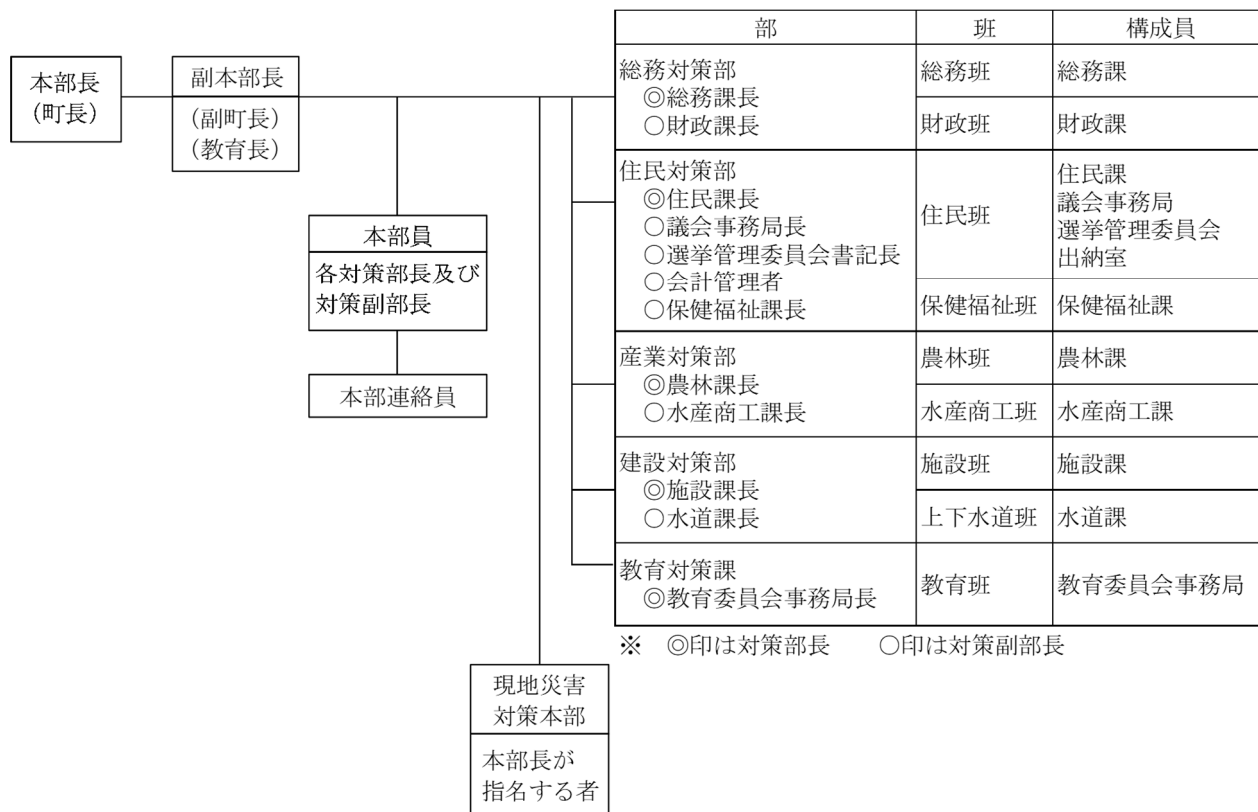 本部長
（町長）
副本部長
（副町長）
（教育長）
本部員
各対策部長及び
対策副部長
本部連絡員
現地災害
対策本部
本部長が
指名する者
部 班 構成員
総務対策部
◎総務課長
○財政課長
総務班 総務課
財政班 財政課
住民対策部
◎住民課長
○議会事務局長
○選挙管理委員会書記長
○会計管理者
○保健福祉課長
住民班
住民課
議会事務局
選挙管理委員会
出納室
保健福祉班 保健福祉課
産業対策部
◎農林課長
○水産商工課長
農林班 農林課
水産商工班 水産商工課
建設対策部
◎施設課長
○水道課長
施設班 施設課
上下水道班 水道課
教育対策課
◎教育委員会事務局長
教育班 教育委員会事務局
※　◎印は対策部長　　○印は対策副部長